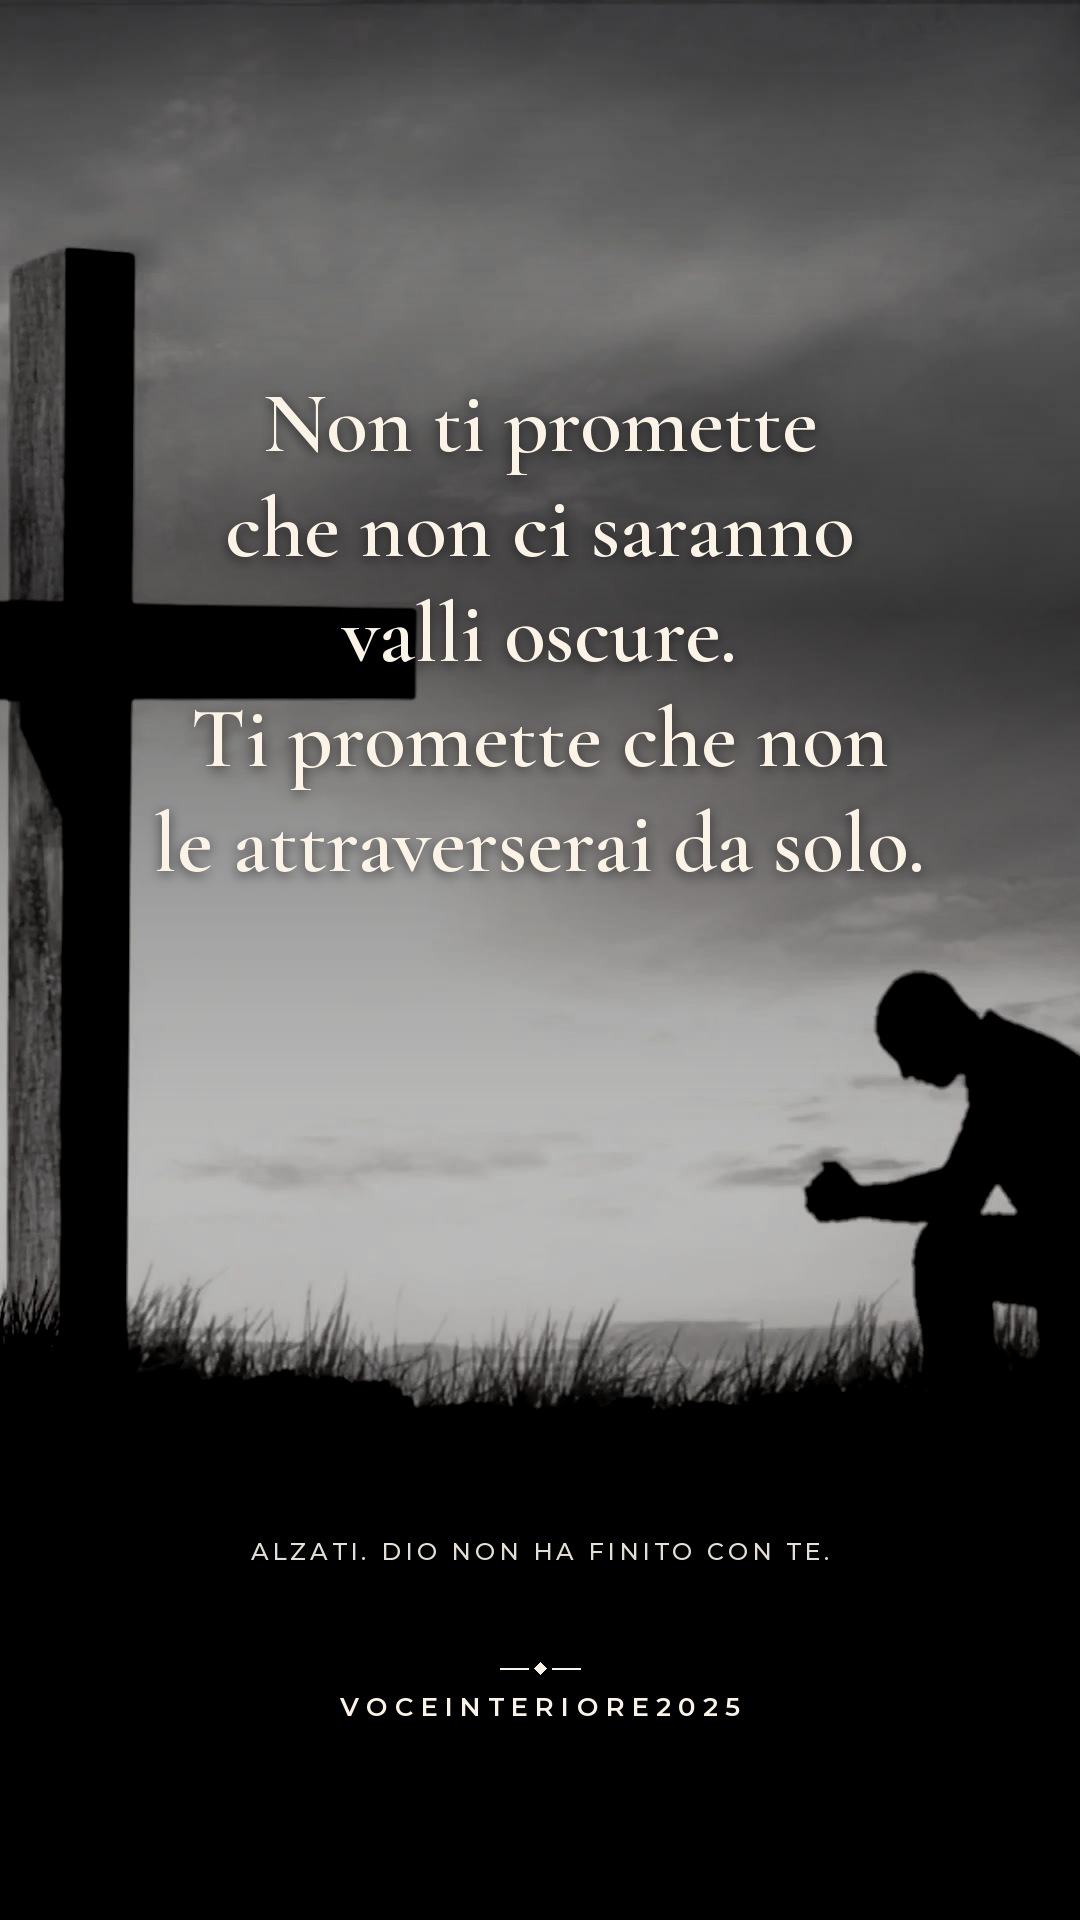 Non ti promette
che non ci saranno
valli oscure.
Ti promette che non
le attraverserai da solo.
ALZATI. DIO NON HA FINITO CON TE.
VOCEINTERIORE2025